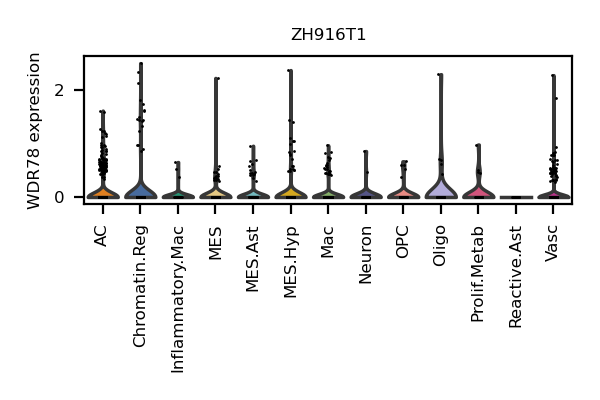 ZH916T1
WDR78 expression
2
0
AC
Chromatin.Reg
Inflammatory.Mac
MES
MES.Ast
MES.Hyp
Mac
Neuron
OPC
Oligo
Prolif.Metab
Reactive.Ast
Vasc